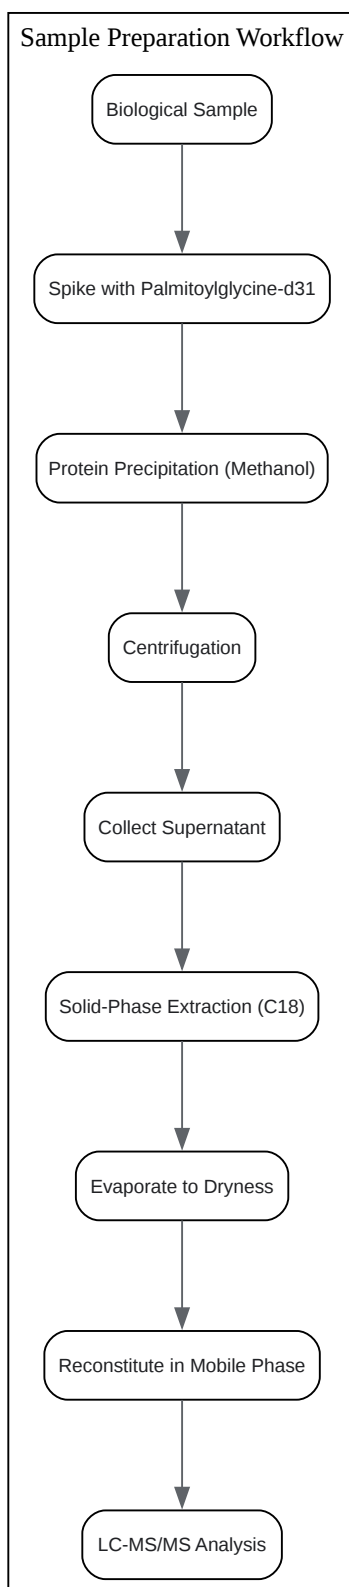 Sample Preparation Workflow
Biological Sample
Spike with Palmitoylglycine-d31
Protein Precipitation (Methanol)
Centrifugation
Collect Supernatant
Solid-Phase Extraction (C18)
Evaporate to Dryness
Reconstitute in Mobile Phase
LC-MS/MS Analysis